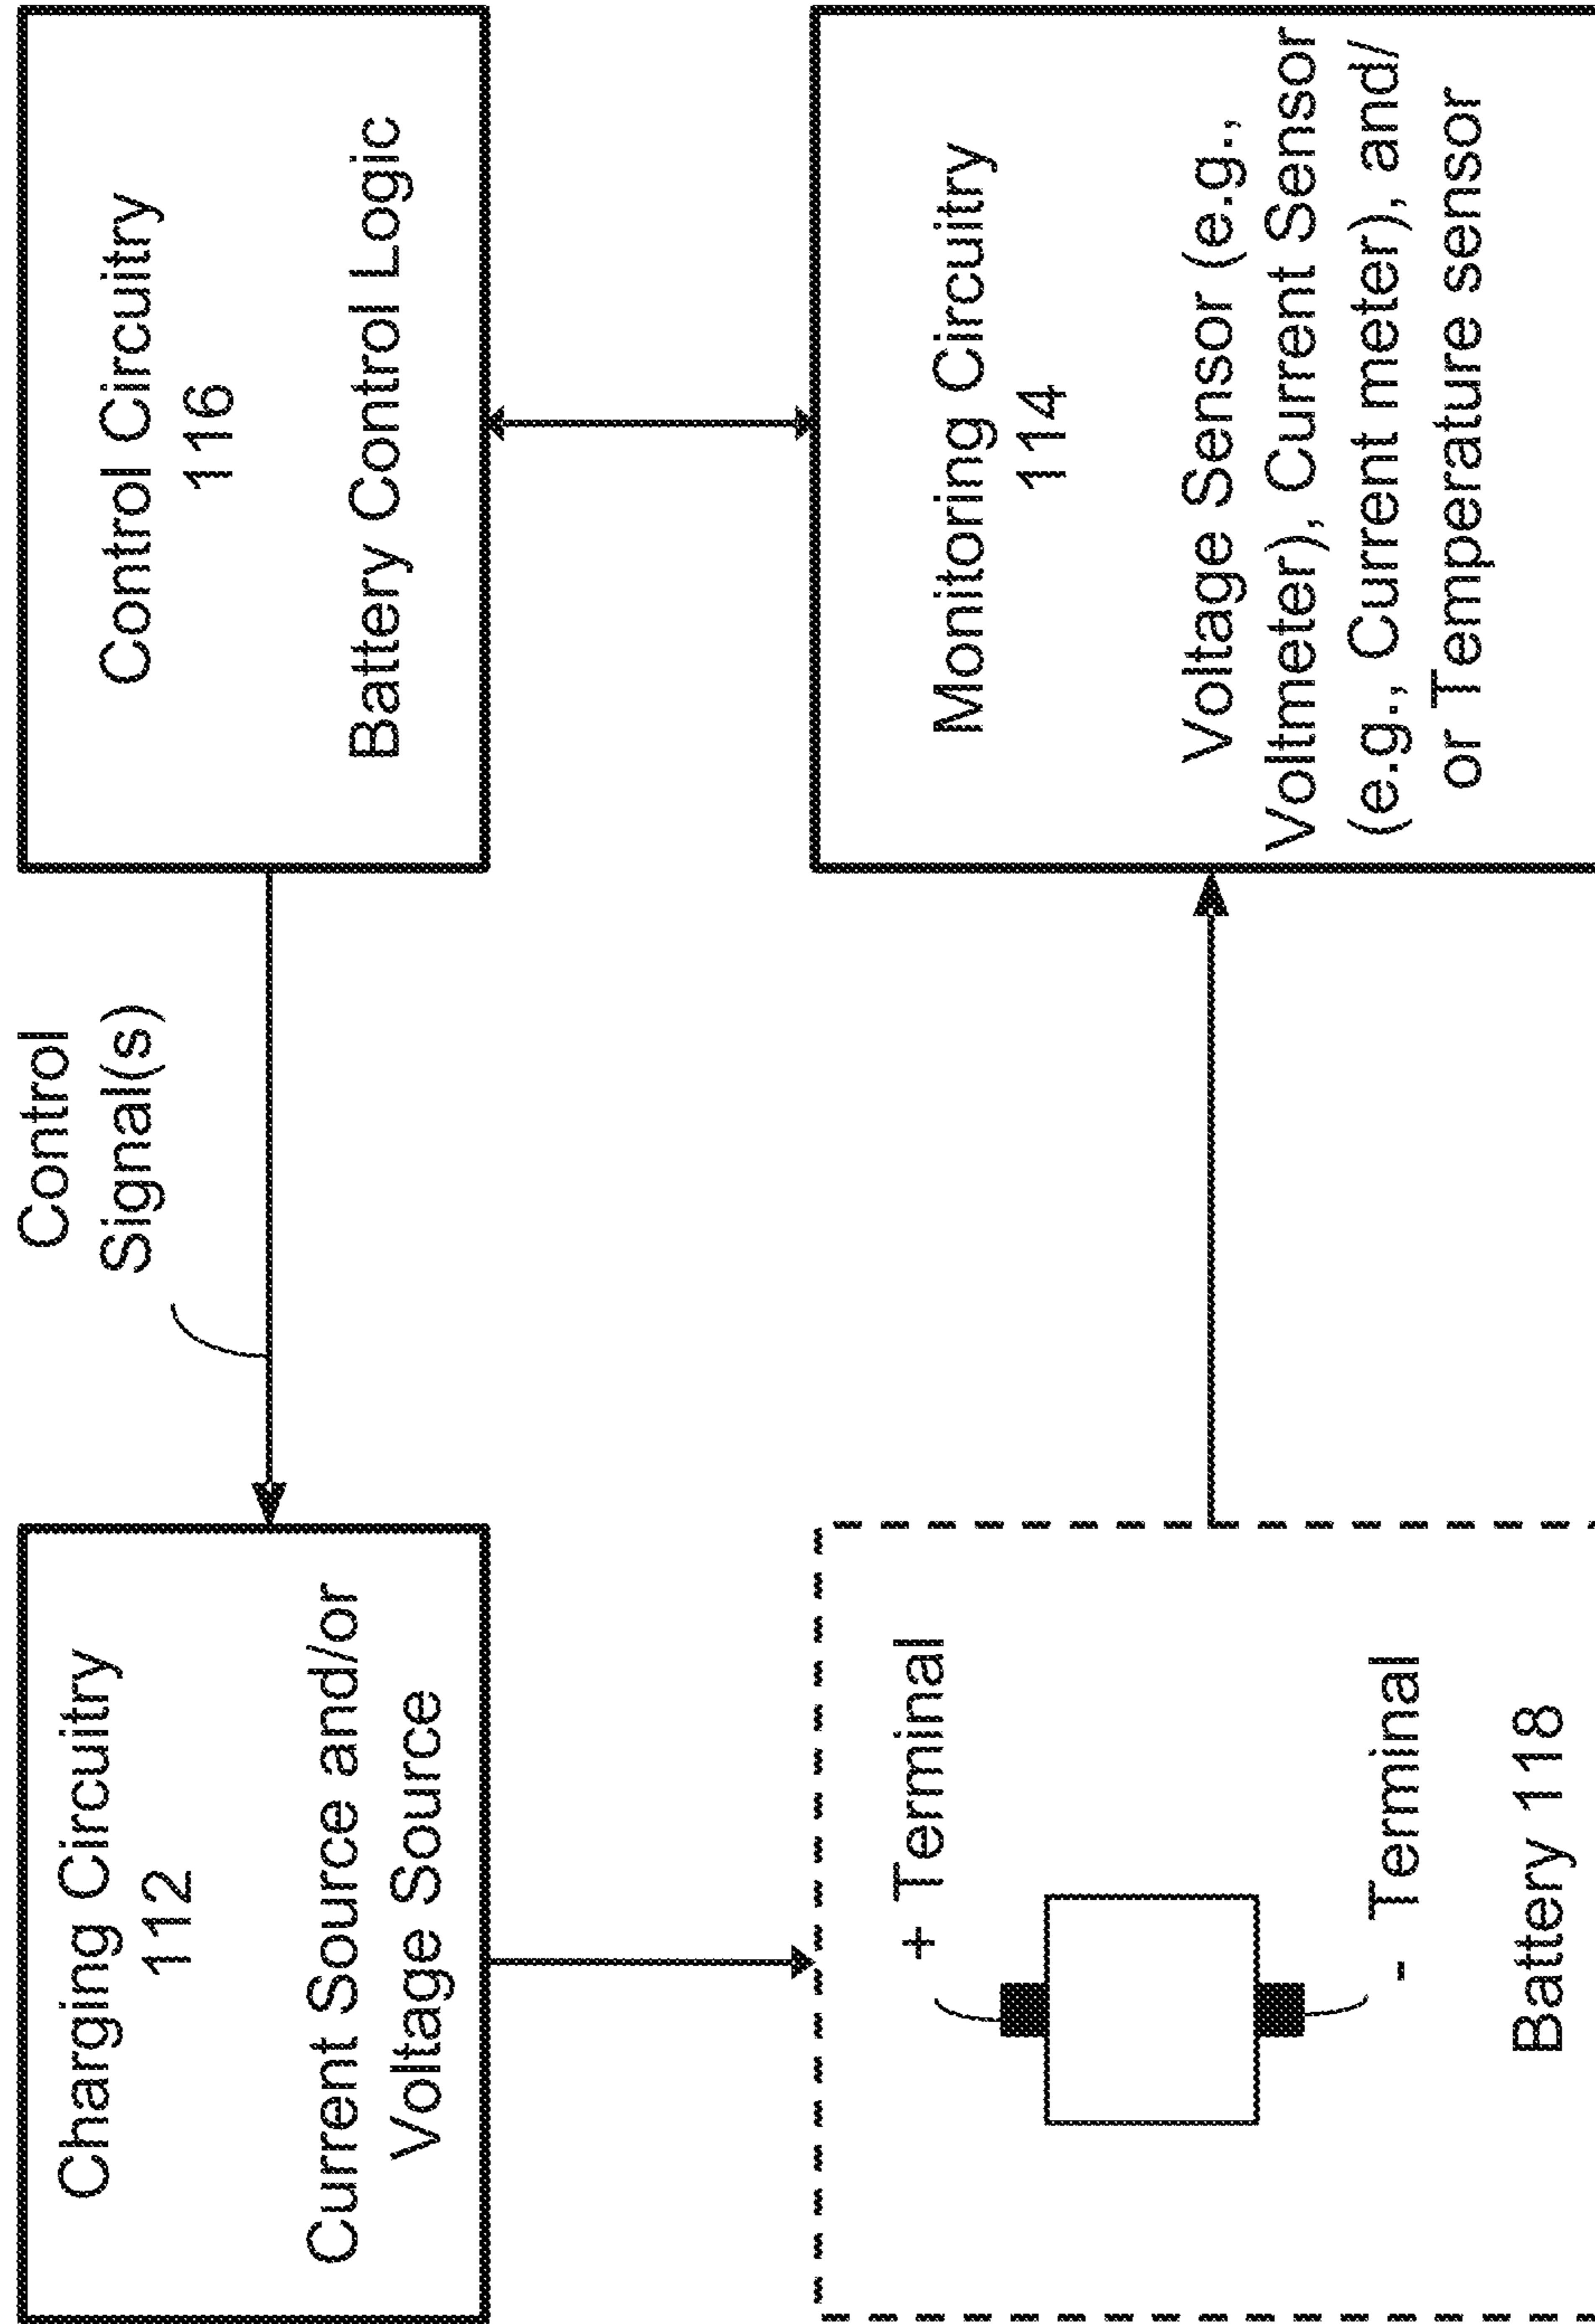 Charging Circuitry
112
Current Source and/or
Voltage Source
Control
Signal(s)
Control Circuitry
116
Battery Control Logic
+ Terminal
- Terminal
Battery 118
Monitoring Circuitry
114
Voltage Sensor (e.g.,
Voltmeter), Current Sensor
(e.g., Current meter), and/
or Temperature sensor